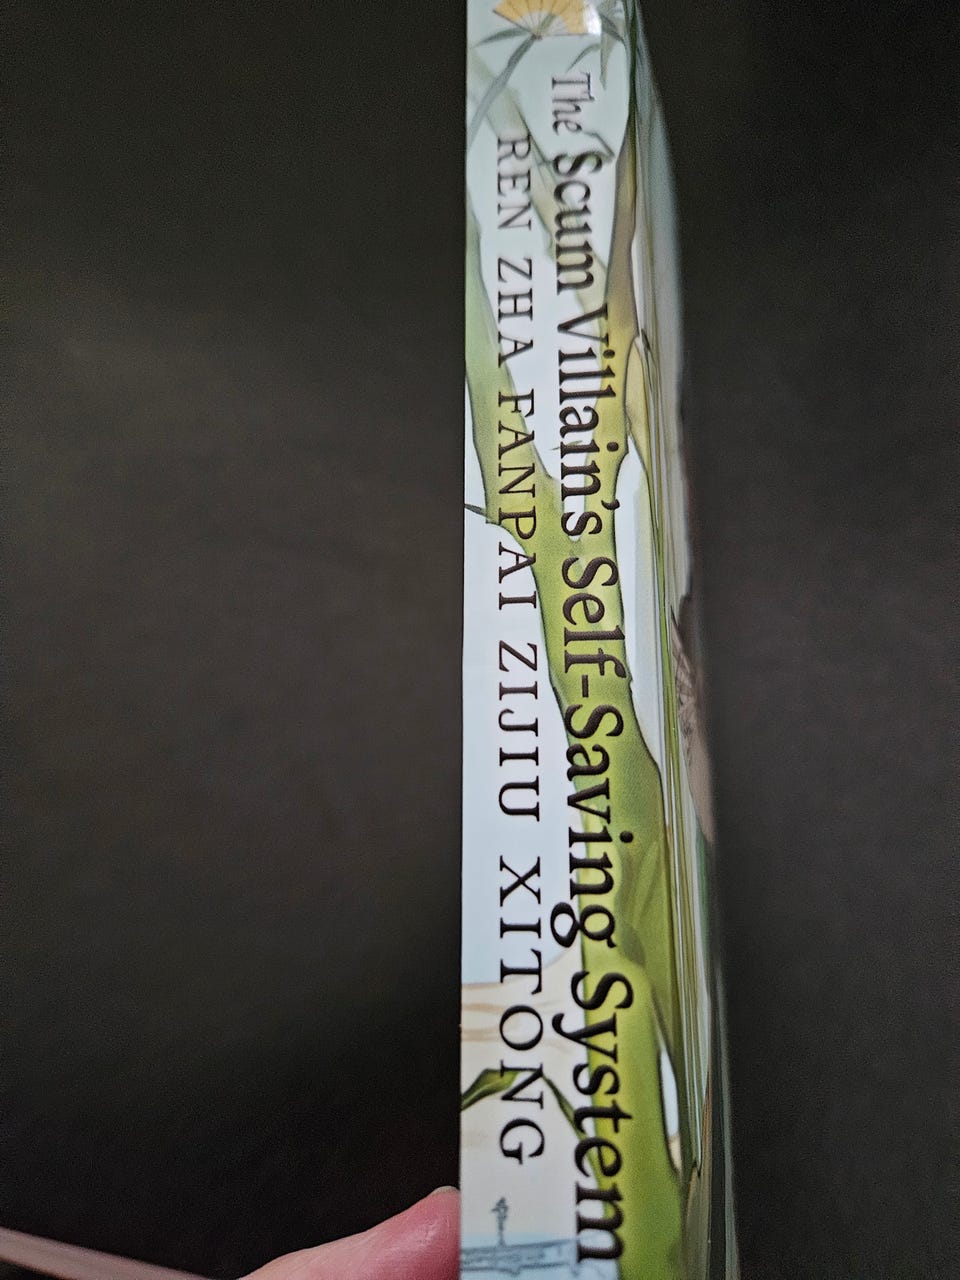 The Scum Villain's Self-Saving System
REN ZHA FANPAI ZIJIU XITONG